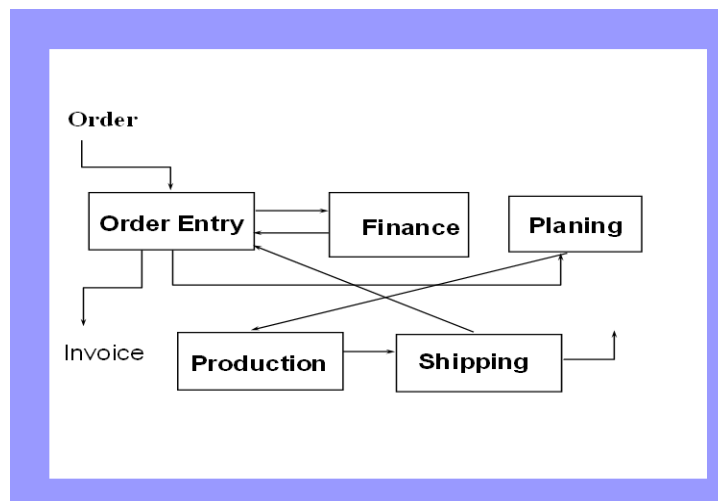 Order
Order Entry
Finance
Planing
Invoice
Production
Shipping